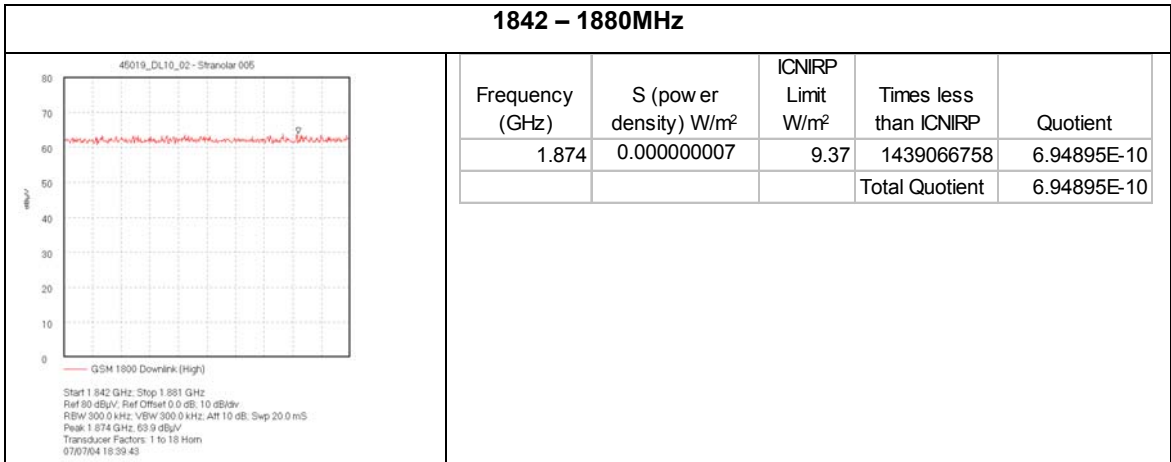 1842 – 1880MHz
45019_DL10_02 - Stranolar 005
80
70
60
50
40
30
20
10
0
dBµV
GSM 1800 Downlink (High)
Start 1.842 GHz; Stop 1.881 GHz
Ref 80 dBµV; Ref Offset 0.0 dB; 10 dB/div
RBW 300.0 kHz; VBW 300.0 kHz; Att 10 dB; Swp 20.0 mS
Peak 1.874 GHz, 63.9 dBµV
Transducer Factors: 1 to 18 Horn
07/07/04 18:39:43
Frequency (GHz) S (power density) W/m² ICNIRP Limit W/m² Times less than ICNIRP Quotient
1.874 0.000000007 9.37 1439066758 6.94895E-10
Total Quotient 6.94895E-10